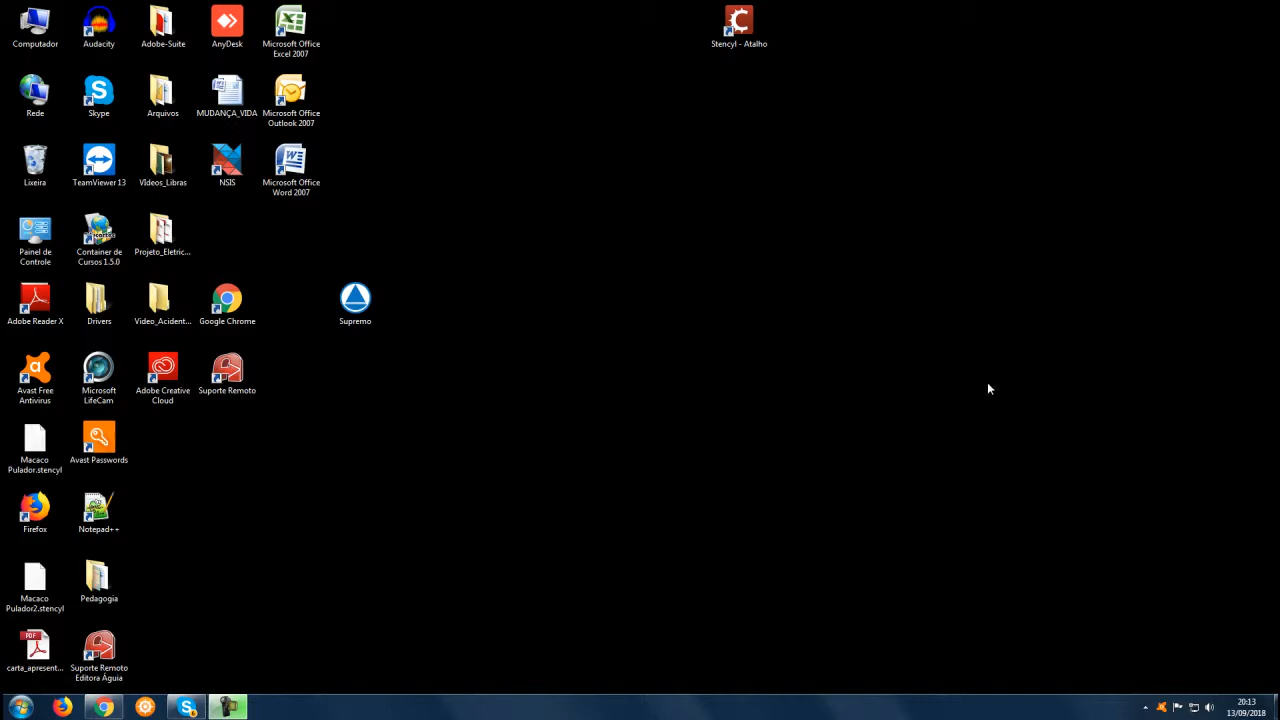 Computador
Audacity
Adobe-Suite
AnyDesk
Microsoft Office
Excel 2007
Stencyl - Atalho
Rede
Skype
Arquivos
MUDANÇA_VIDA
Microsoft Office
Outlook 2007
Lixeira
TeamViewer 13
VIdeos_Libras
NSIS
Microsoft Office
Word 2007
Painel de
Controle
Container de
Cursos 1.5.0
Projeto_Eletric...
Adobe Reader X
Drivers
Video_Acident...
Google Chrome
Supremo
Avast Free
Antivirus
Microsoft
LifeCam
Adobe Creative
Cloud
Suporte Remoto
Macaco
Pulador.stencyl
Avast Passwords
Firefox
Notepad++
Macaco
Pulador2.stencyl
Pedagogia
carta_apresent...
Suporte Remoto
Editora Águia
20:13
13/09/2018